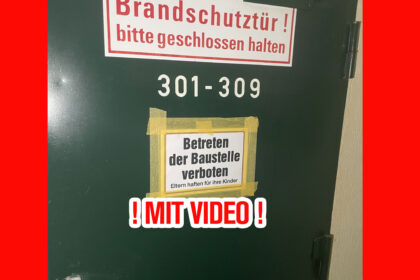 Brandschutztür !
bitte geschlossen halten
301-309
Betreten
der Baustelle
verboten
Eltern haften für ihre Kinder
! MIT VIDEO !